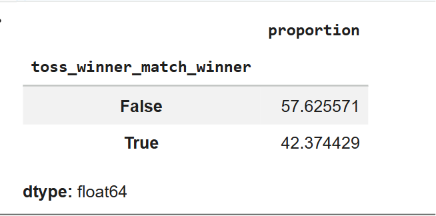 proportion
toss_winner_match_winner
False 57.625571
True 42.374429
dtype: float64